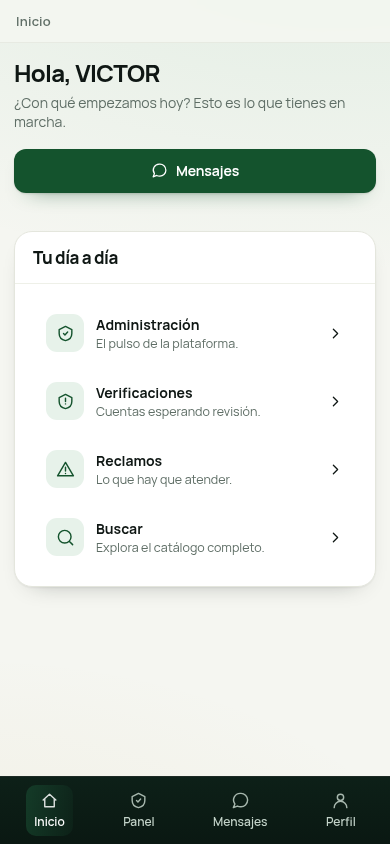 Inicio
Hola, VICTOR
¿Con qué empezamos hoy? Esto es lo que tienes en
marcha.
Mensajes
Tu día a día
Administración
El pulso de la plataforma.
Verificaciones
Cuentas esperando revisión.
Reclamos
Lo que hay que atender.
Buscar
Explora el catálogo completo.
Inicio
Panel
Mensajes
Perfil